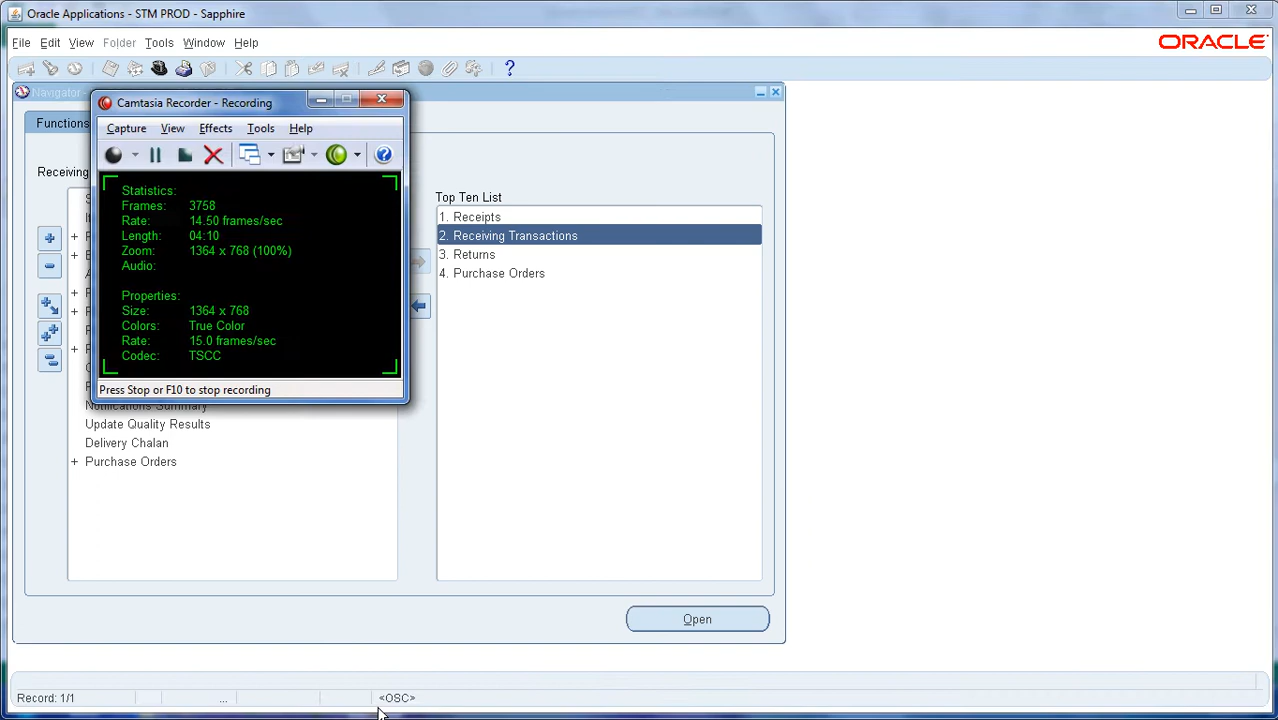 Oracle Applications - STM PROD - Sapphire
File Edit View Folder Tools Window Help
ORACLE
Navigator -
Camtasia Recorder - Recording
Functions
Capture View Effects Tools Help
Receiving
Statistics:
Frames: 3758
Rate: 14.50 frames/sec
Length: 04:10
Zoom: 1364 x 768 (100%)
Audio:
Properties:
Size: 1364 x 768
Colors: True Color
Rate: 15.0 frames/sec
Codec: TSCC
Press Stop or F10 to stop recording
Notifications Summary
Update Quality Results
Delivery Chalan
+ Purchase Orders
Top Ten List
1. Receipts
2. Receiving Transactions
3. Returns
4. Purchase Orders
Open
Record: 1/1 ... <OSC>